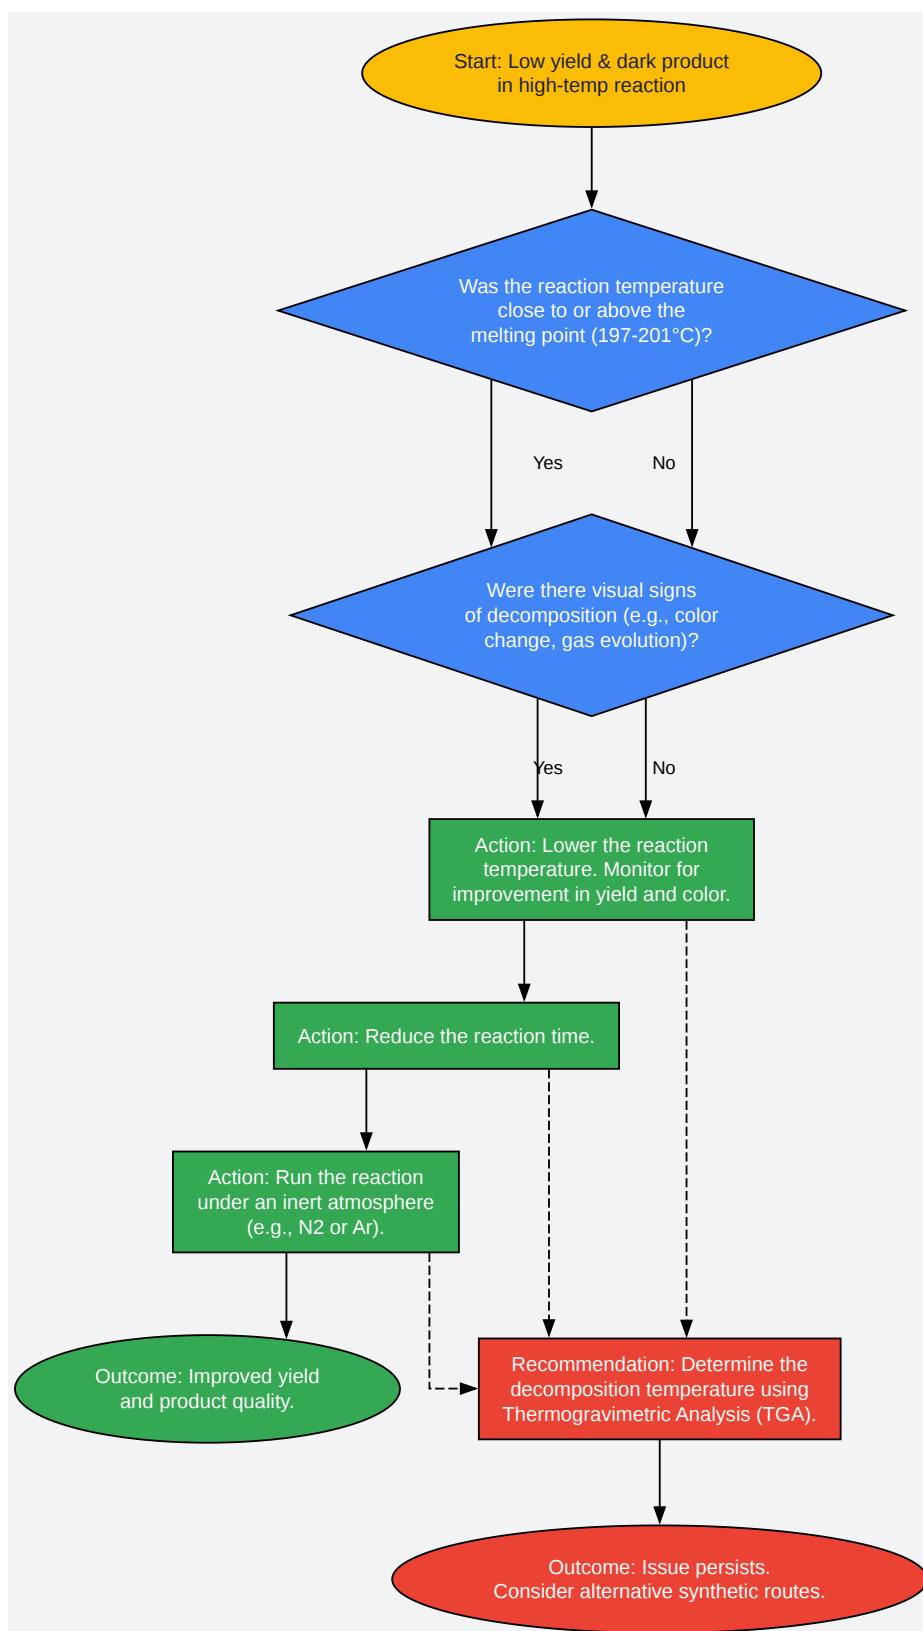 Start: Low yield & dark product
in high-temp reaction
Was the reaction temperature
close to or above the
melting point (197-201°C)?
Yes
No
Were there visual signs
of decomposition (e.g., color
change, gas evolution)?
Yes
No
Action: Lower the reaction
temperature. Monitor for
improvement in yield and color.
Action: Reduce the reaction time.
Action: Run the reaction
under an inert atmosphere
(e.g., N2 or Ar).
Outcome: Improved yield
and product quality.
Recommendation: Determine the
decomposition temperature using
Thermogravimetric Analysis (TGA).
Outcome: Issue persists.
Consider alternative synthetic routes.